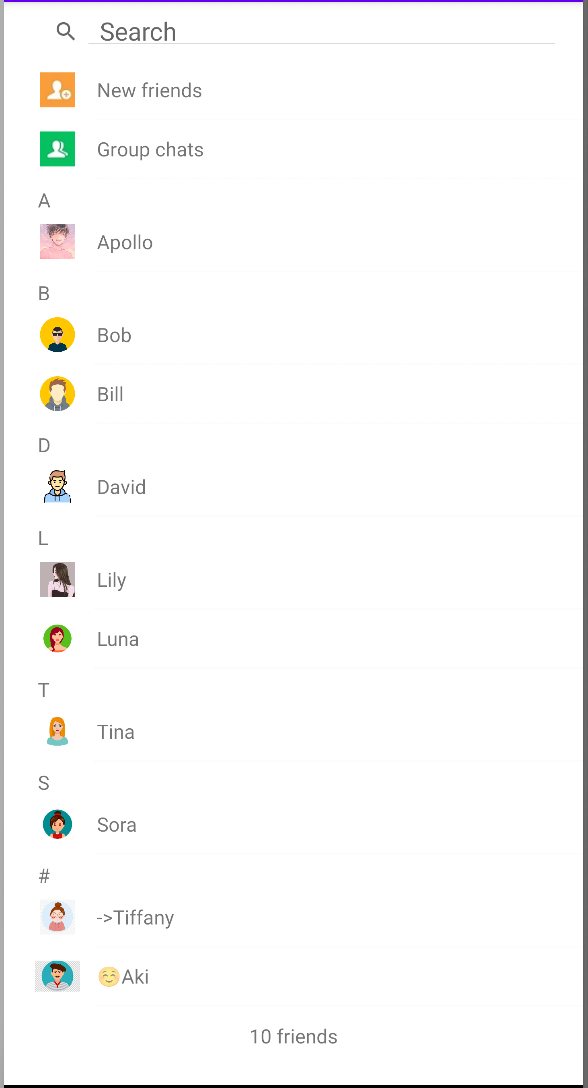 Search
New friends
Group chats
A
Apollo
B
Bob
Bill
D
David
L
Lily
Luna
T
Tina
S
Sora
#
->Tiffany
😊Aki
10 friends